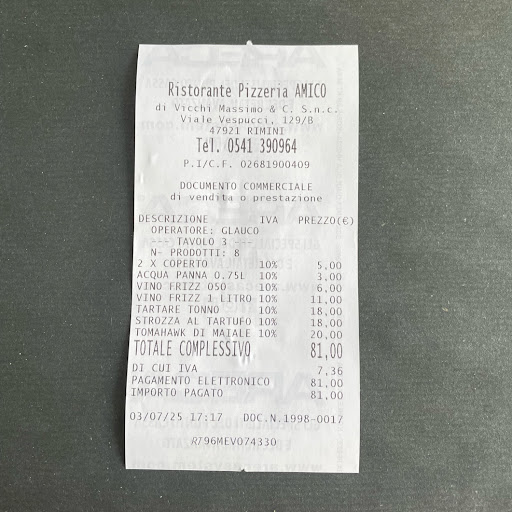 Ristorante Pizzeria AMICO
di Vicchi Massimo & C. S.n.c.
Viale Vespucci, 129/B
47921 RIMINI
Tel. 0541 390964
P.I/C.F. 02681900409
DOCUMENTO COMMERCIALE
di vendita o prestazione
DESCRIZIONE IVA PREZZO(€)
OPERATORE: GLAUCO
--- TAVOLO 3 ---
N- PRODOTTI: 8
2 X COPERTO 10% 5,00
ACQUA PANNA 0.75L 10% 3,00
VINO FRIZZ 050 10% 6,00
VINO FRIZZ 1 LITRO 10% 11,00
TARTARE TONNO 10% 18,00
STROZZA AL TARTUFO 10% 18,00
TOMAHAWK DI MAIALE 10% 20,00
TOTALE COMPLESSIVO 81,00
DI CUI IVA 7,36
PAGAMENTO ELETTRONICO 81,00
IMPORTO PAGATO 81,00
03/07/25 17:17 DOC.N.1998-0017
R796MEV074330